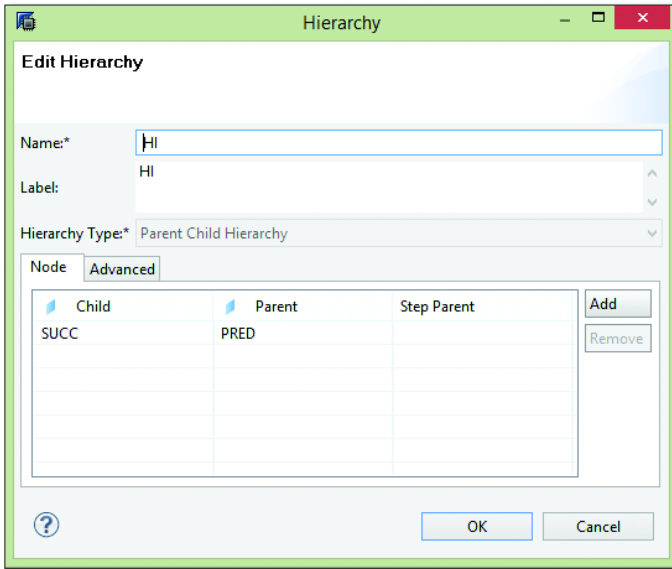 Hierarchy
Edit Hierarchy
Name:* HI
Label: HI
Hierarchy Type:* Parent Child Hierarchy
Node Advanced
Child Parent Step Parent Add
SUCC PRED Remove
? OK Cancel